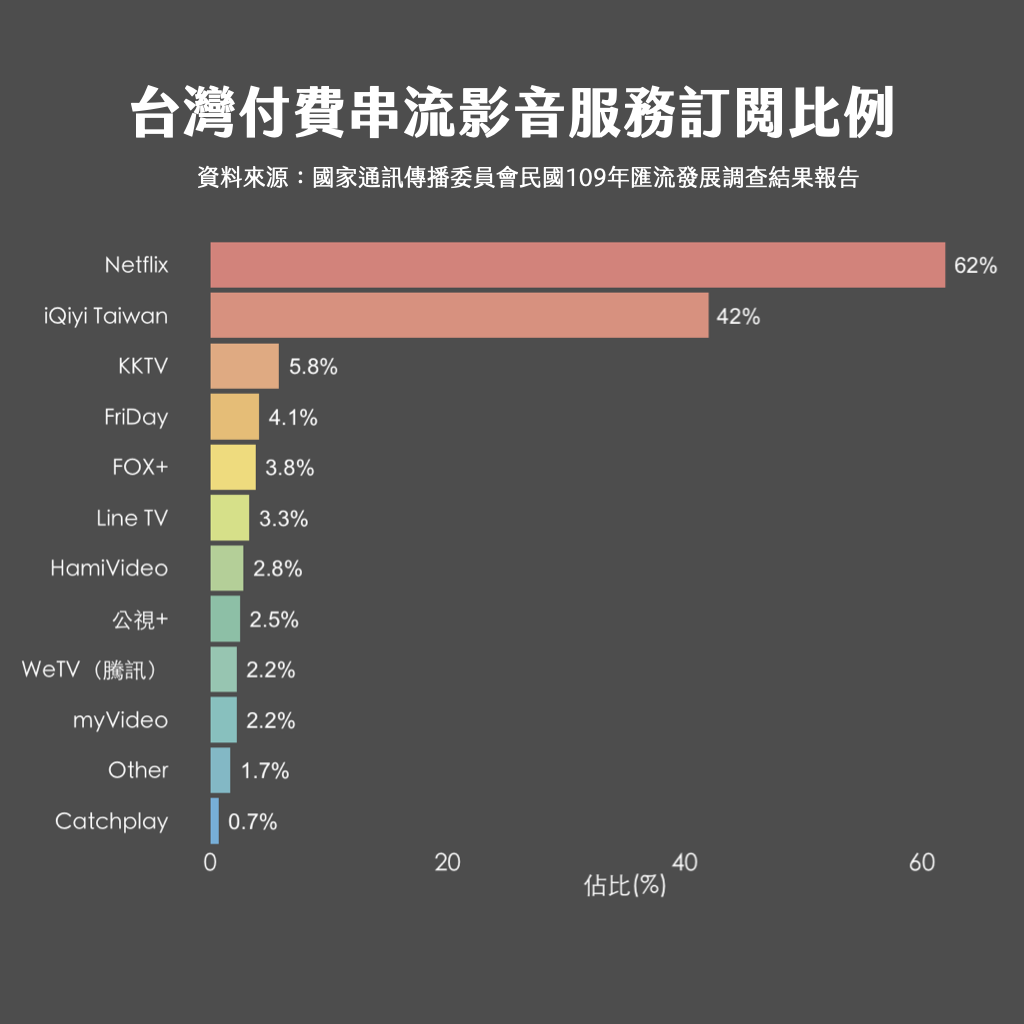 台灣付費串流影音服務訂閱比例
資料來源：國家通訊傳播委員會民國109年匯流發展調查結果報告
Netflix 62%
iQiyi Taiwan 42%
KKTV 5.8%
FriDay 4.1%
FOX+ 3.8%
Line TV 3.3%
HamiVideo 2.8%
公視+ 2.5%
WeTV（騰訊） 2.2%
myVideo 2.2%
Other 1.7%
Catchplay 0.7%
0 20 40 60
佔比(%)